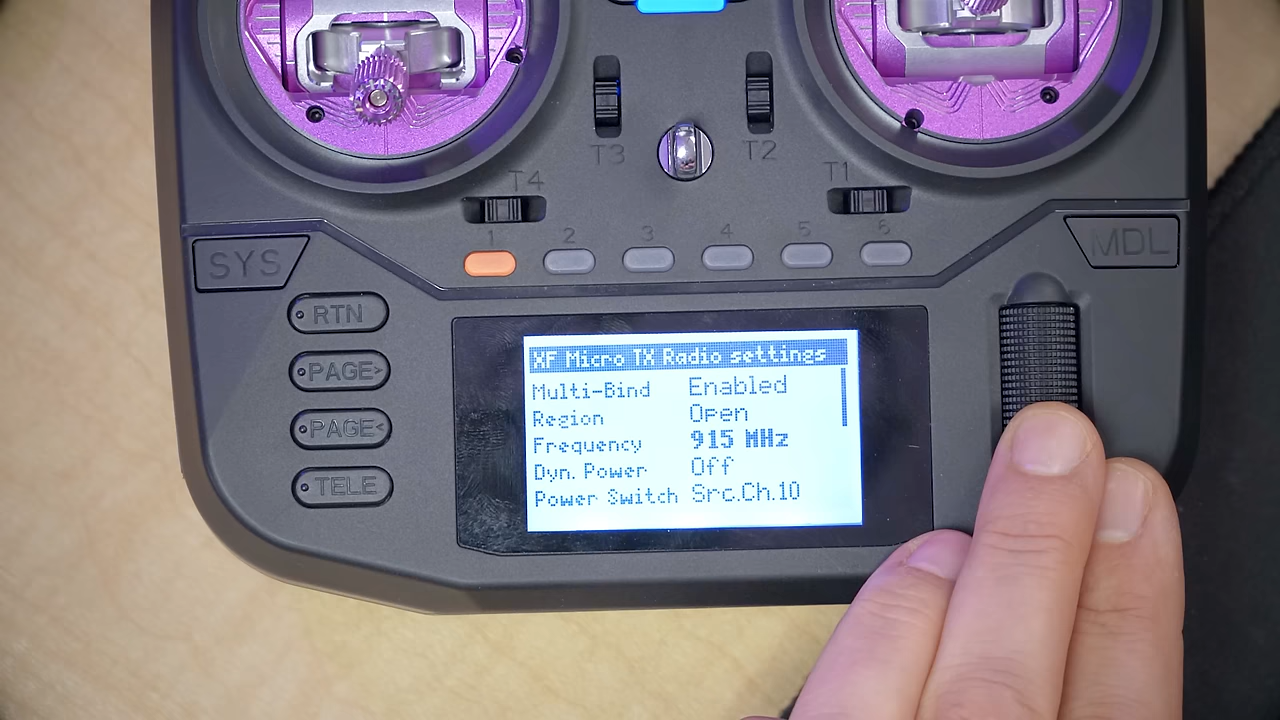 T3
T2
T4
T1
1 2 3 4 5 6
SYS
MDL
RTN
PAGE>
PAGE<
TELE
XF Micro TX Radio settings
Multi-Bind Enabled
Region Open
Frequency 915 MHz
Dyn. Power Off
Power Switch Src.Ch.10